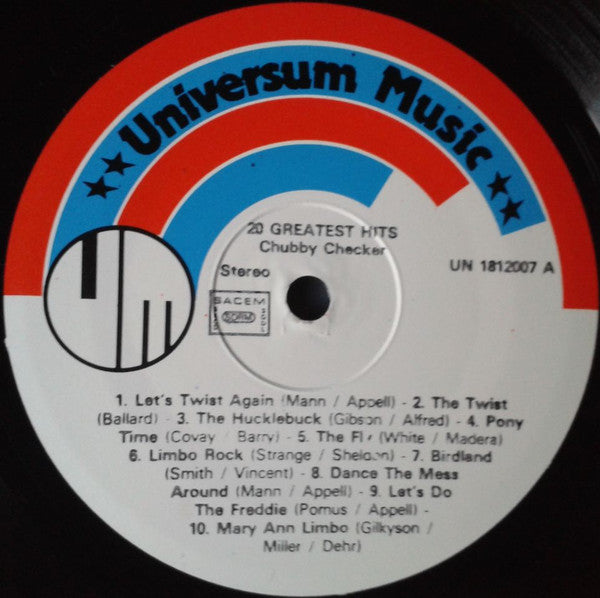 ★★ Universum Music ★★
20 GREATEST HITS
Chubby Checker
UN 1812007 A
Stereo
SACEM
UM
1. Let's Twist Again (Mann / Appell) - 2. The Twist
(Ballard) - 3. The Hucklebuck (Gibson / Alfred) - 4. Pony
Time (Covay / Barry) - 5. The (White / Madera)
6. Limbo Rock (Strange / Sheldon) - 7. Birdland
(Smith / Vincent) - 8. Dance The Mess
Around (Mann / Appell) - 9. Let's Do
The Freddie (Pomus / Appell) -
10. Mary Ann Limbo (Gilkyson /
Miller / Dehr)